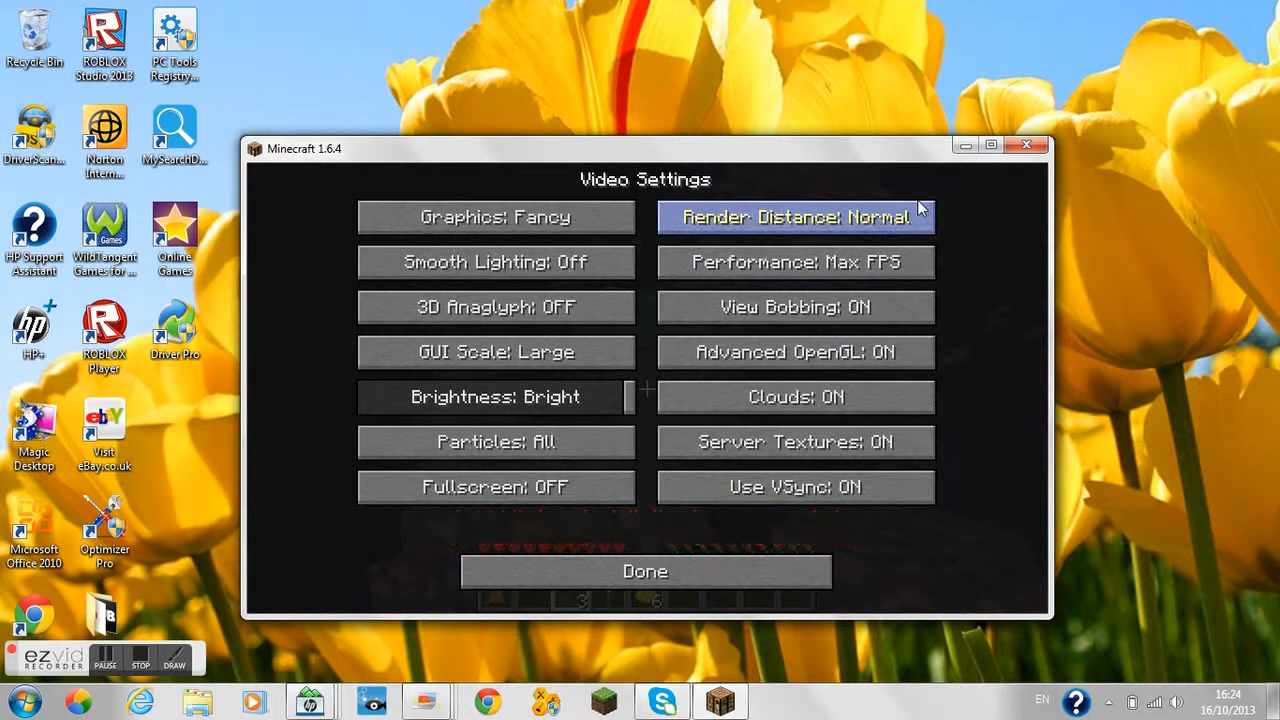 Recycle Bin
ROBLOX
Studio 2013
PC Tools
Registry...
DriverScan...
Norton
Intern...
MySearchD...
HP Support
Assistant
WildTangent
Games for ...
Online
Games
HP+
ROBLOX
Player
Driver Pro
Magic
Desktop
Visit
eBay.co.uk
Microsoft
Office 2010
Optimizer
Pro
Minecraft 1.6.4
Video Settings
Graphics: Fancy
Render Distance: Normal
Smooth Lighting: Off
Performance: Max FPS
3D Anaglyph: OFF
View Bobbing: ON
GUI Scale: Large
Advanced OpenGL: ON
Brightness: Bright
Clouds: ON
Particles: All
Server Textures: ON
Fullscreen: OFF
Use VSync: ON
Done
3
6
ezvid
RECORDER
PAUSE
STOP
DRAW
EN
16:24
16/10/2013